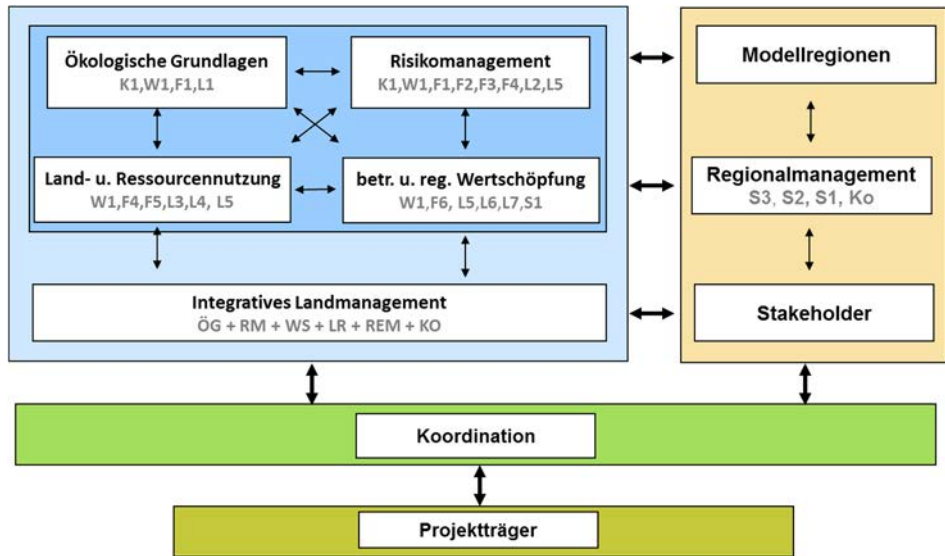 Ökologische Grundlagen
K1,W1,F1,L1
Risikomanagement
K1,W1,F1,F2,F3,F4,L2,L5
Land- u. Ressourcennutzung
W1,F4,F5,L3,L4, L5
betr. u. reg. Wertschöpfung
W1,F6, L5,L6,L7,S1
Integratives Landmanagement
ÖG + RM + WS + LR + REM + KO
Modellregionen
Regionalmanagement
S3, S2, S1, Ko
Stakeholder
Koordination
Projektträger